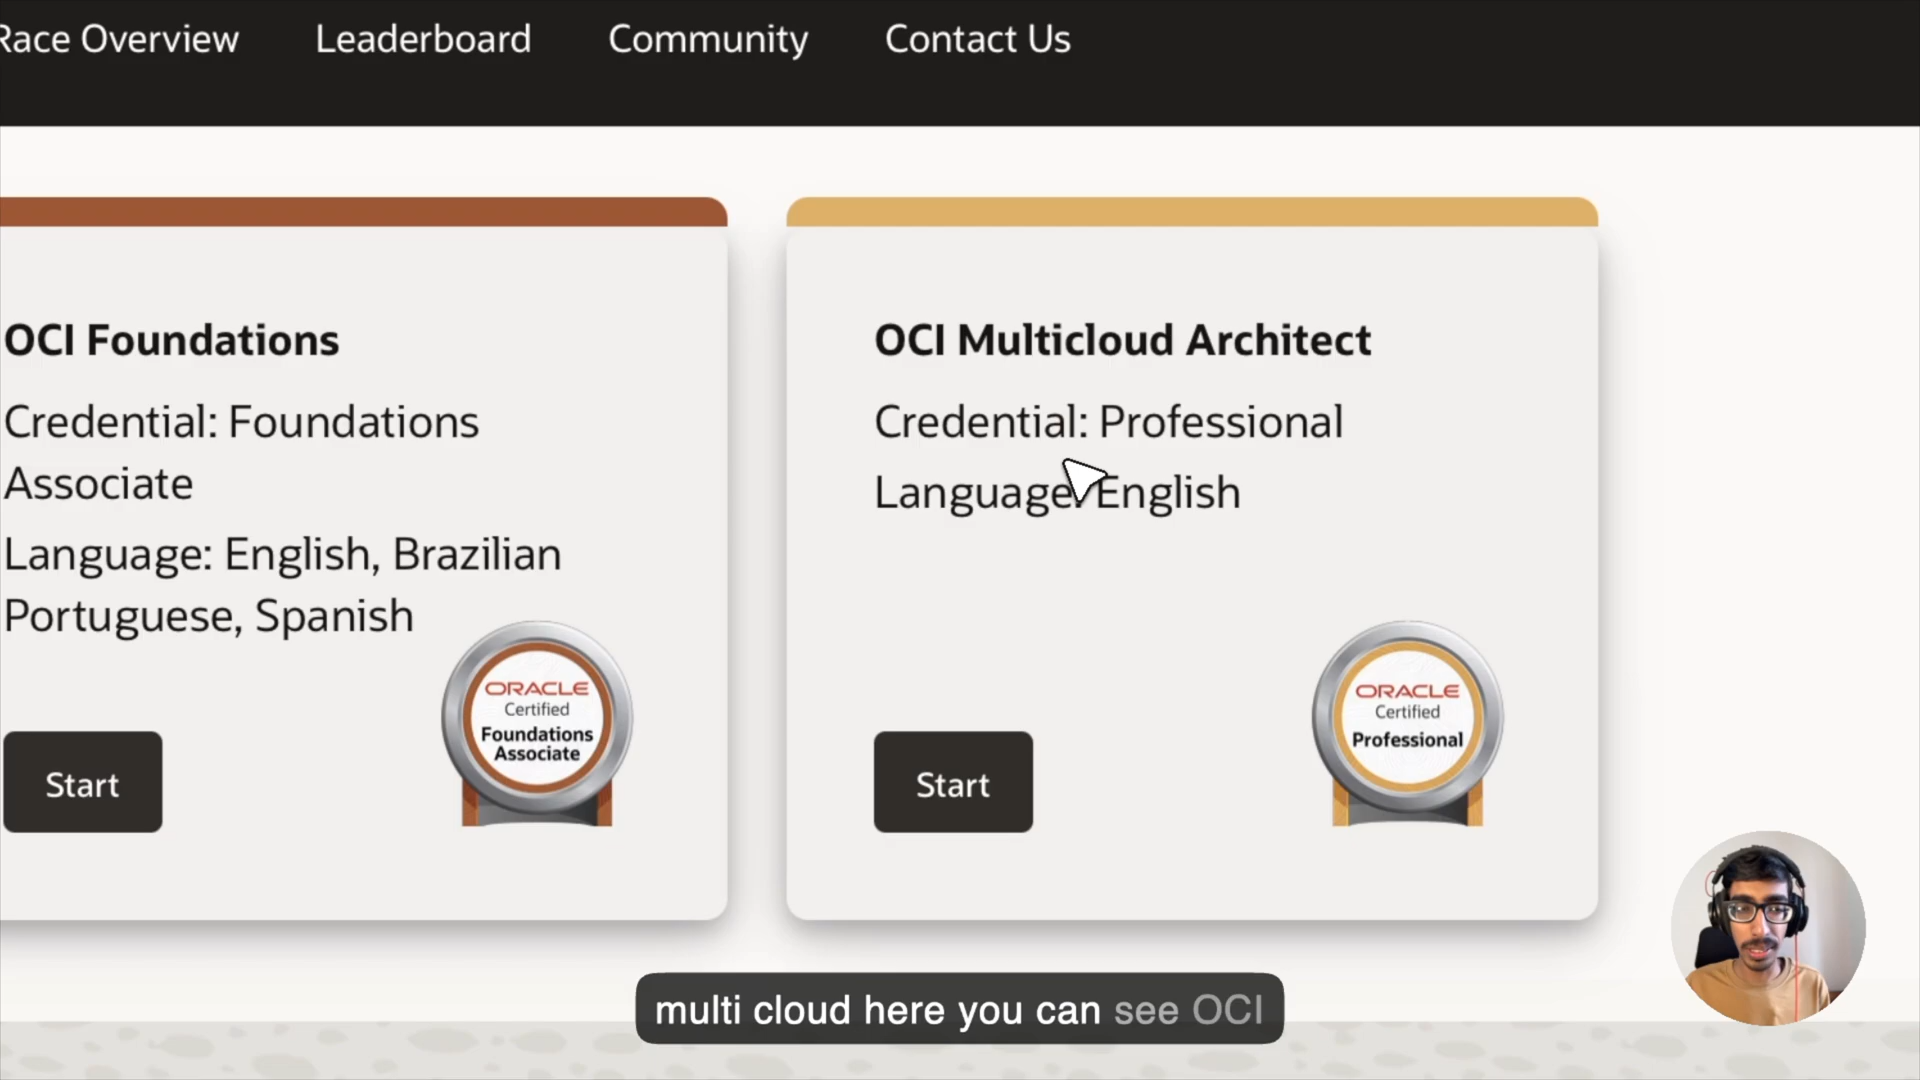 Race Overview
Leaderboard
Community
Contact Us
OCI Foundations
Credential: Foundations
Associate
Language: English, Brazilian
Portuguese, Spanish
ORACLE
Certified
Foundations
Associate
Start
OCI Multicloud Architect
Credential: Professional
Language: English
ORACLE
Certified
Professional
Start
multi cloud here you can see OCI